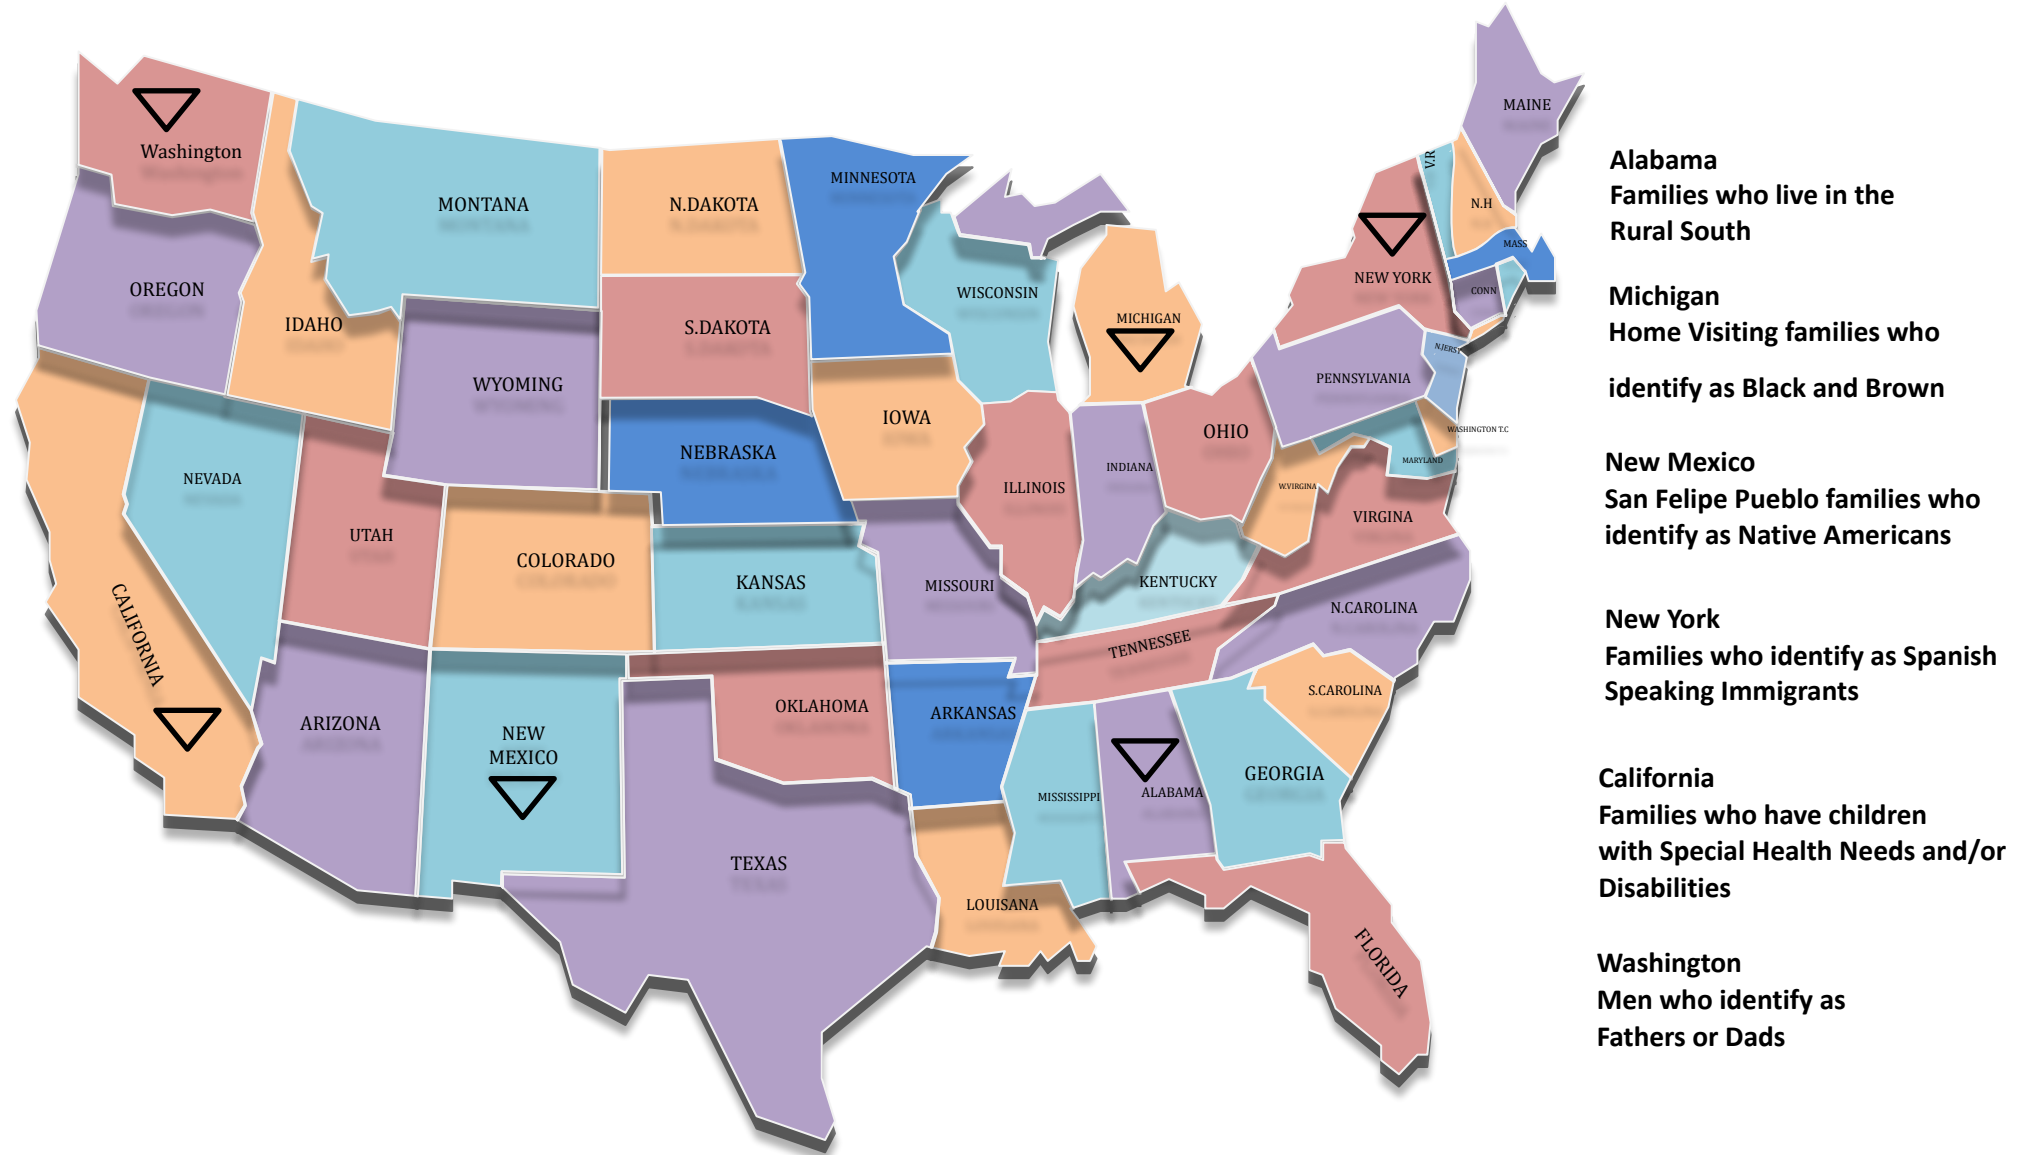 Washington
OREGON
CALIFORNIA
IDAHO
NEVADA
MONTANA
WYOMING
UTAH
ARIZONA
COLORADO
NEW
MEXICO
N.DAKOTA
S.DAKOTA
NEBRASKA
KANSAS
OKLAHOMA
TEXAS
MINNESOTA
IOWA
MISSOURI
ARKANSAS
LOUISANA
WISCONSIN
ILLINOIS
MICHIGAN
INDIANA
OHIO
KENTUCKY
TENNESSEE
MISSISSIPPI
ALABAMA
GEORGIA
FLORIDA
S.CAROLINA
N.CAROLINA
VIRGINA
W.VIRGINA
MARYLAND
WASHINGTON T.C
PENNSYLVANIA
N.JERSY
NEW YORK
CONN
MASS
V.R
N.H
MAINE
Alabama
Families who live in the
Rural South
Michigan
Home Visiting families who
identify as Black and Brown
New Mexico
San Felipe Pueblo families who
identify as Native Americans
New York
Families who identify as Spanish
Speaking Immigrants
California
Families who have children
with Special Health Needs and/or
Disabilities
Washington
Men who identify as
Fathers or Dads